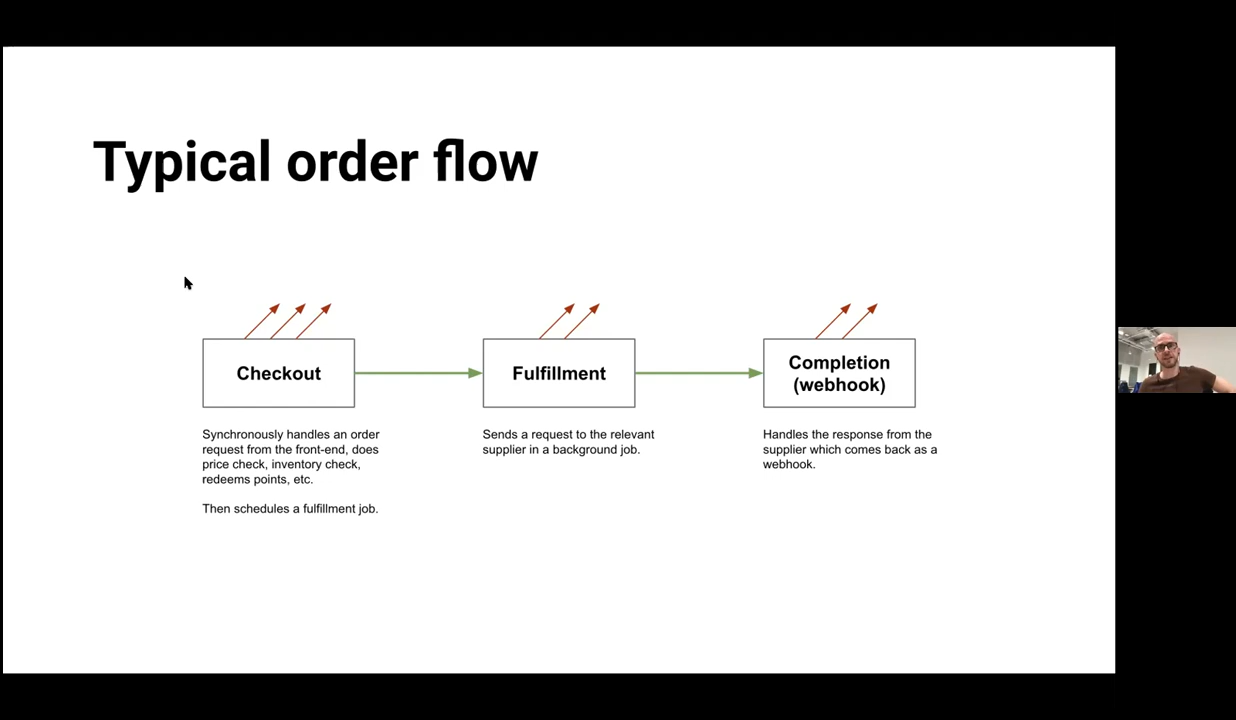 Typical order flow
Checkout
Synchronously handles an order
request from the front-end, does
price check, inventory check,
redeems points, etc.
Then schedules a fulfillment job.
Fulfillment
Sends a request to the relevant
supplier in a background job.
Completion
(webhook)
Handles the response from the
supplier which comes back as a
webhook.